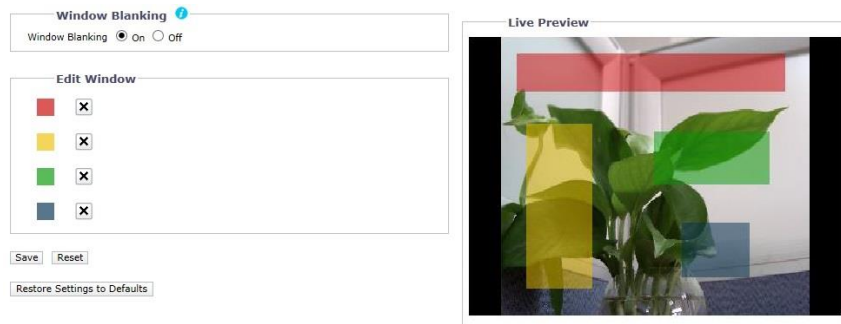 Window Blanking
Window Blanking On Off
Edit Window
Save Reset
Restore Settings to Defaults
Live Preview